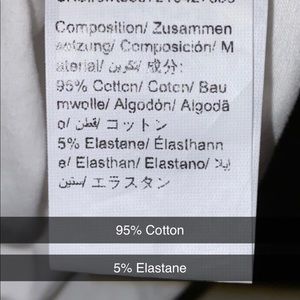 Composition/ Zusammen
setzung/ Composición/ M
aterial/ تكوين/ 成分:
95% Cotton/ Coton/ Bau
mwolle/ Algodón/ Algodã
o/ قطن/ コットン
5% Elastane/ Élasthann
e/ Elasthan/ Elastano/ إيلا
ستين/ エラスタン
95% Cotton
5% Elastane